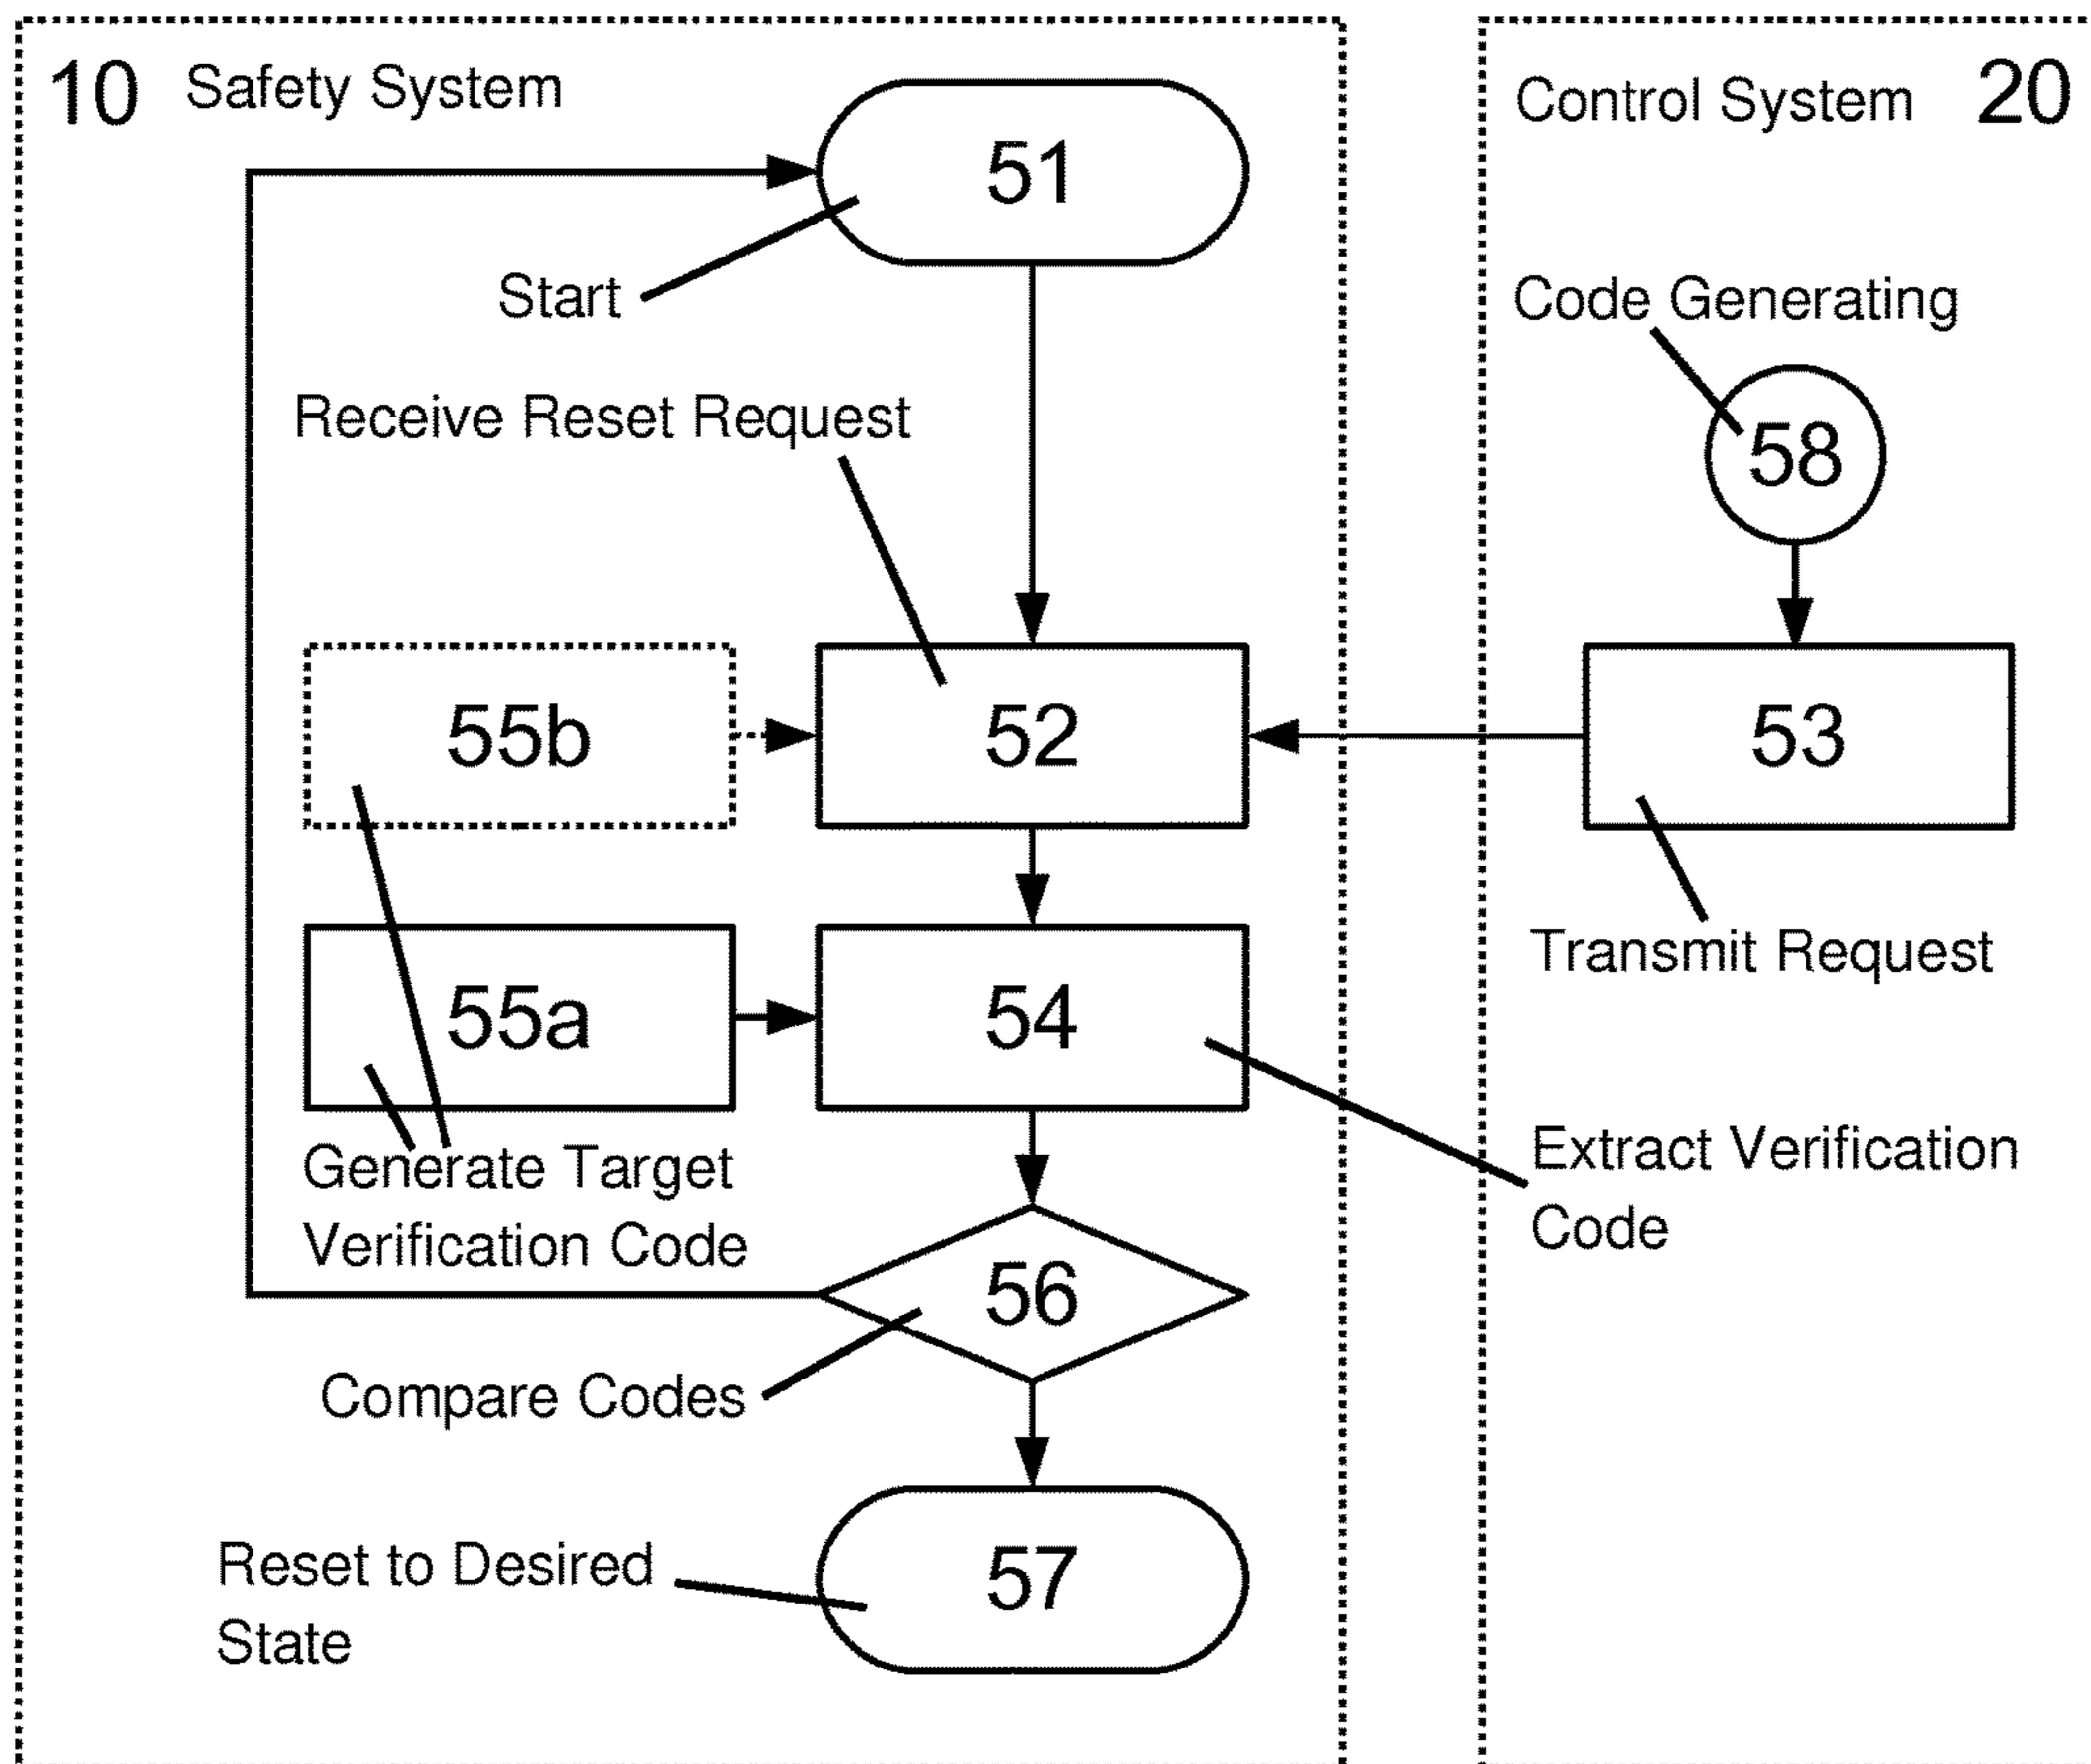 10 Safety System
Control System 20
51
Start
Code Generating
58
Receive Reset Request
55b
52
53
Transmit Request
55a
54
Extract Verification
Code
Generate Target
Verification Code
56
Compare Codes
57
Reset to Desired
State